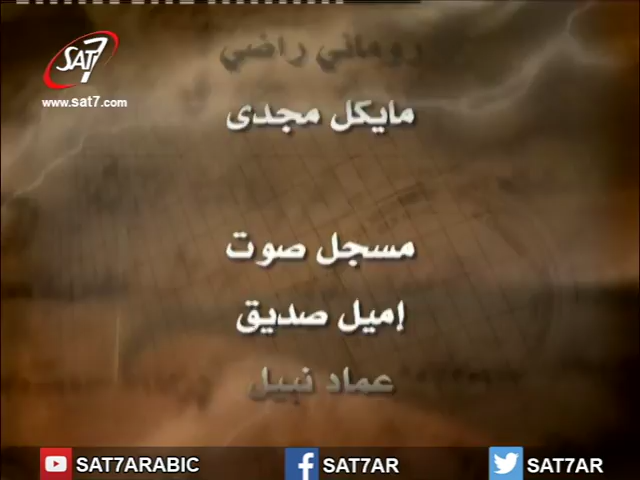 روماني راضي
SAT7
www.sat7.com
مايكل مجدى
مسجل صوت
إميل صديق
عماد نبيل
SAT7ARABIC
SAT7AR
SAT7AR